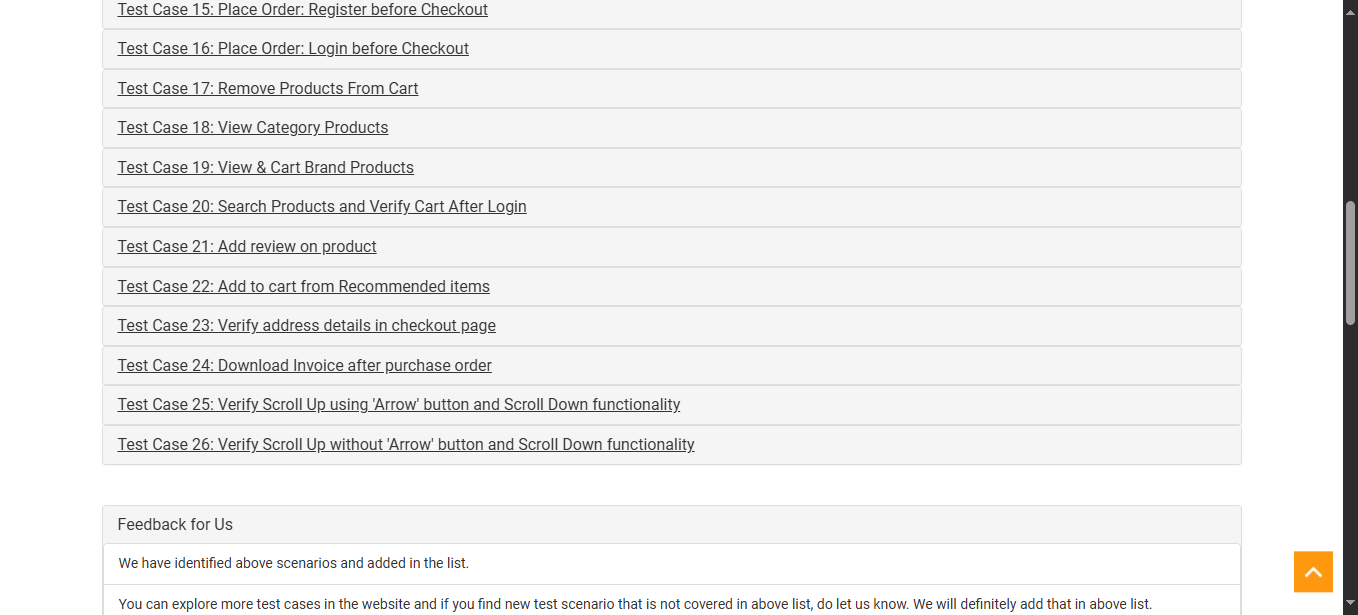 Test Case 15: Place Order: Register before Checkout
Test Case 16: Place Order: Login before Checkout
Test Case 17: Remove Products From Cart
Test Case 18: View Category Products
Test Case 19: View & Cart Brand Products
Test Case 20: Search Products and Verify Cart After Login
Test Case 21: Add review on product
Test Case 22: Add to cart from Recommended items
Test Case 23: Verify address details in checkout page
Test Case 24: Download Invoice after purchase order
Test Case 25: Verify Scroll Up using 'Arrow' button and Scroll Down functionality
Test Case 26: Verify Scroll Up without 'Arrow' button and Scroll Down functionality
Feedback for Us
We have identified above scenarios and added in the list.
You can explore more test cases in the website and if you find new test scenario that is not covered in above list, do let us know. We will definitely add that in above list.